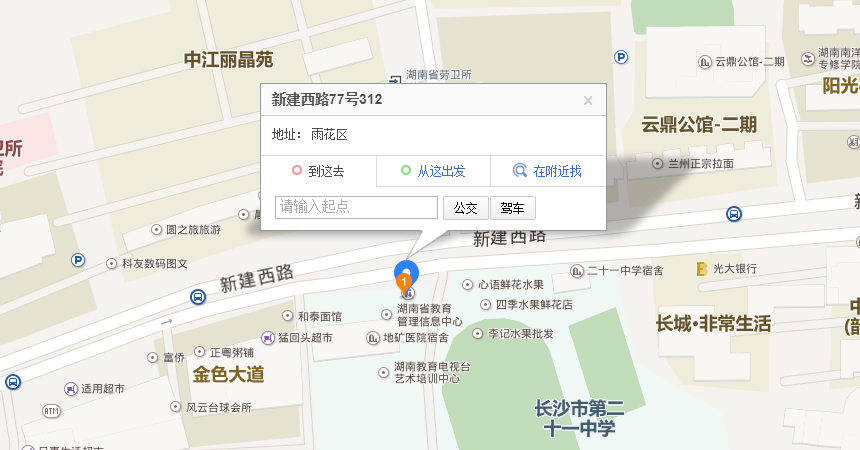 中江丽晶苑
湖南省劳卫所
P
云鼎公馆-二期
湖南南洋
专修学院
阳光
云鼎公馆-二期
兰州正宗拉面
卫所
院
新建西路77号312
×
地址： 雨花区
到这去
从这出发
在附近找
请输入起点
公交
驾车
圆之旅旅游
P
科友数码图文
新建西路
新建西路
新
心语鲜花水果
二十一中学宿舍
光大银行
四季水果鲜花店
1
湖南省教育
管理信息中心
和泰面馆
李记水果批发
长城·非常生活
中
(韶
猛回头超市
地矿医院宿舍
富侨
正粤粥铺
金色大道
湖南教育电视台
艺术培训中心
适用超市
ATM
风云台球会所
长沙市第二
十一中学